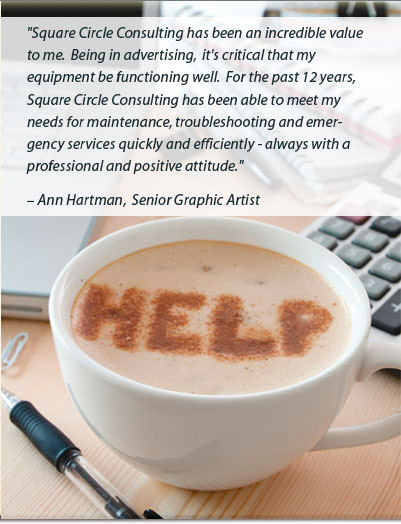 "Square Circle Consulting has been an incredible value
to me.  Being in advertising,  it's critical that my
equipment be functioning well.  For the past 12 years,
Square Circle Consulting has been able to meet my
needs for maintenance, troubleshooting and emer-
gency services quickly and efficiently - always with a
professional and positive attitude."
– Ann Hartman,  Senior Graphic Artist
HELP